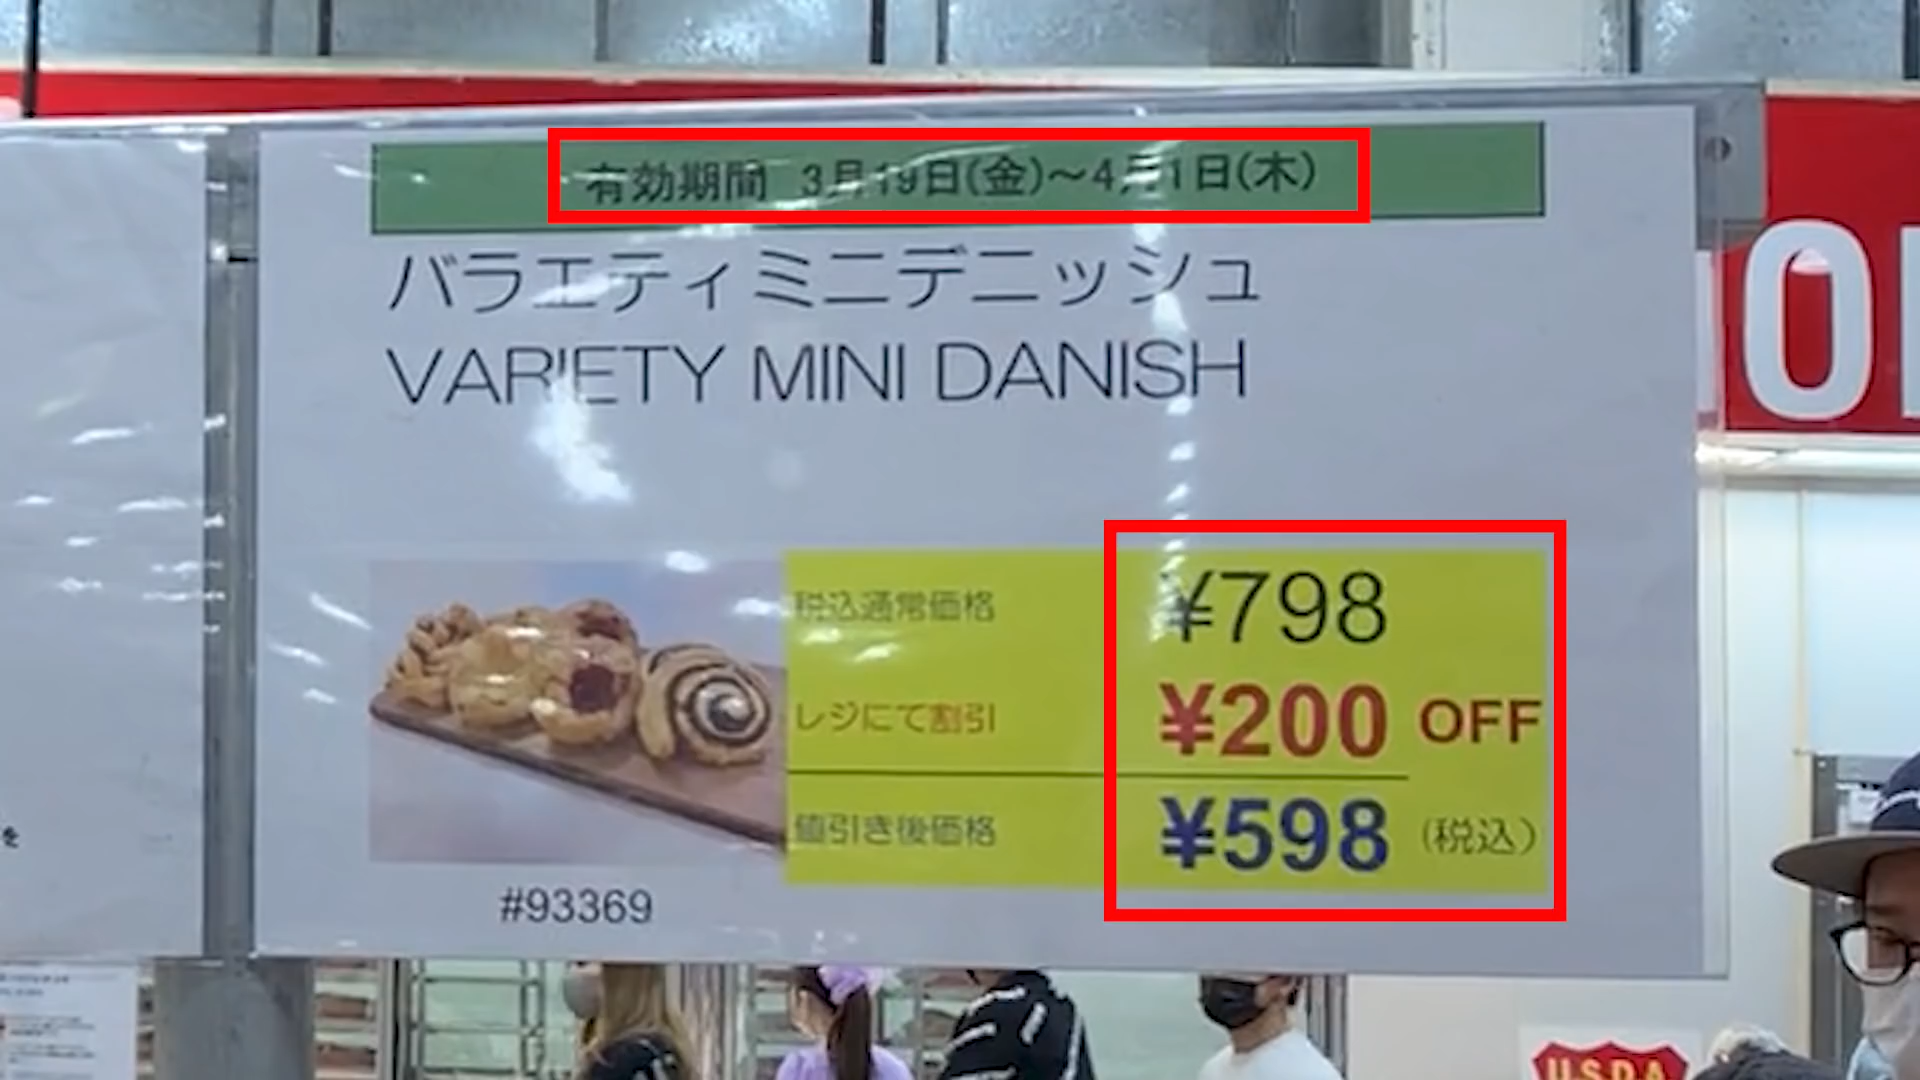 有効期間 3月19日(金)～4月1日(木)
バラエティミニデニッシュ
VARIETY MINI DANISH
税込通常価格 ¥798
レジにて割引 ¥200 OFF
値引き後価格 ¥598 (税込)
#93369
を
USDA